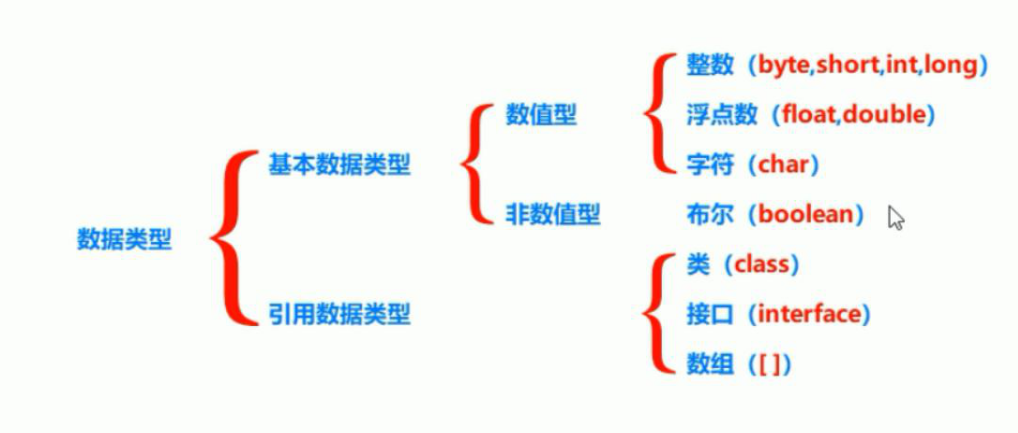 整数（byte,short,int,long）
数值型
浮点数（float,double）
基本数据类型
字符（char）
非数值型
布尔（boolean）
数据类型
类（class）
引用数据类型
接口（interface）
数组（[ ]）